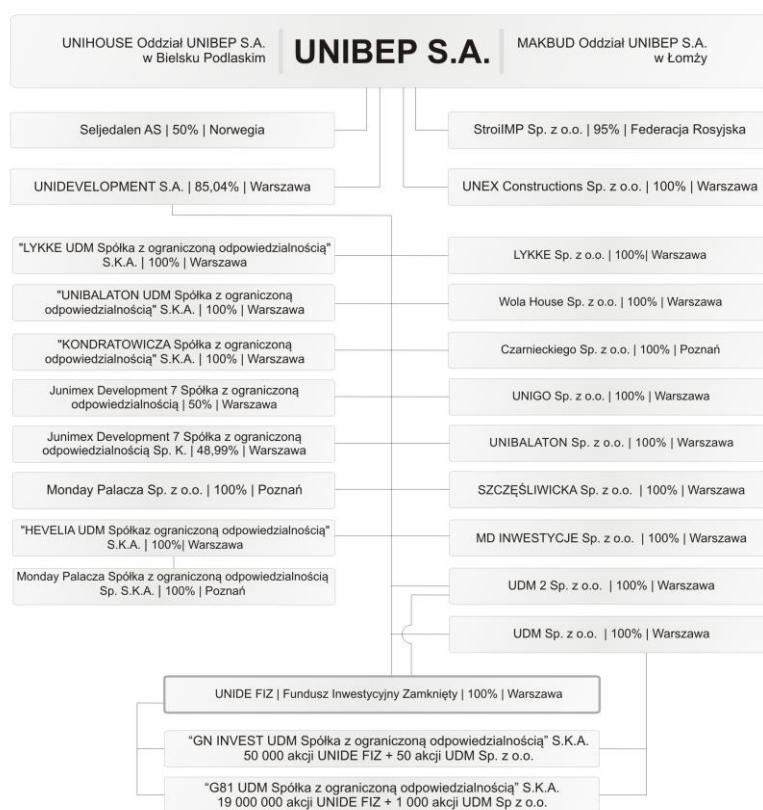 UNIHOUSE Oddział UNIBEP S.A.
w Bielsku Podlaskim
UNIBEP S.A.
MAKBUD Oddział UNIBEP S.A.
w Łomży
Seljedalen AS | 50% | Norwegia
StroiIMP Sp. z o.o. | 95% | Federacja Rosyjska
UNIDEVELOPMENT S.A. | 85,04% | Warszawa
UNEX Constructions Sp. z o.o. | 100% | Warszawa
"LYKKE UDM Spółka z ograniczoną odpowiedzialnością"
S.K.A. | 100% | Warszawa
LYKKE Sp. z o.o. | 100%| Warszawa
"UNIBALATON UDM Spółka z ograniczoną
odpowiedzialnością" S.K.A. | 100% | Warszawa
Wola House Sp. z o.o. | 100% | Warszawa
"KONDRATOWICZA Spółka z ograniczoną
odpowiedzialnością" S.K.A. | 100% | Warszawa
Czarnieckiego Sp. z o.o. | 100% | Poznań
Junimex Development 7 Spółka z ograniczoną
odpowiedzialnością | 50% | Warszawa
UNIGO Sp. z o.o. | 100% | Warszawa
Junimex Development 7 Spółka z ograniczoną
odpowiedzialnością Sp. K. | 48,99% | Warszawa
UNIBALATON Sp. z o.o. | 100% | Warszawa
Monday Palacza Sp. z o.o. | 100% | Poznań
SZCZĘŚLIWICKA Sp. z o.o. | 100% | Warszawa
"HEVELIA UDM Spółkaz ograniczoną odpowiedzialnością"
S.K.A. | 100%| Warszawa
MD INWESTYCJE Sp. z o.o. | 100% | Warszawa
Monday Palacza Spółka z ograniczoną odpowiedzialnością
Sp. S.K.A. | 100% | Poznań
UDM 2 Sp. z o.o. | 100% | Warszawa
UDM Sp. z o.o. | 100% | Warszawa
UNIDE FIZ | Fundusz Inwestycyjny Zamknięty | 100% | Warszawa
“GN INVEST UDM Spółka z ograniczoną odpowiedzialnością” S.K.A.
50 000 akcji UNIDE FIZ + 50 akcji UDM Sp. z o.o.
“G81 UDM Spółka z ograniczoną odpowiedzialnością” S.K.A.
19 000 000 akcji UNIDE FIZ + 1 000 akcji UDM Sp z o.o.